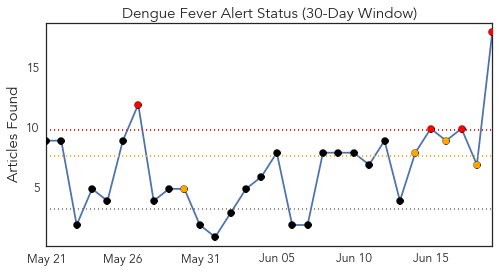 Dengue Fever Alert Status (30-Day Window)
Articles Found
15
10
5
May 21 May 26 May 31 Jun 05 Jun 10 Jun 15